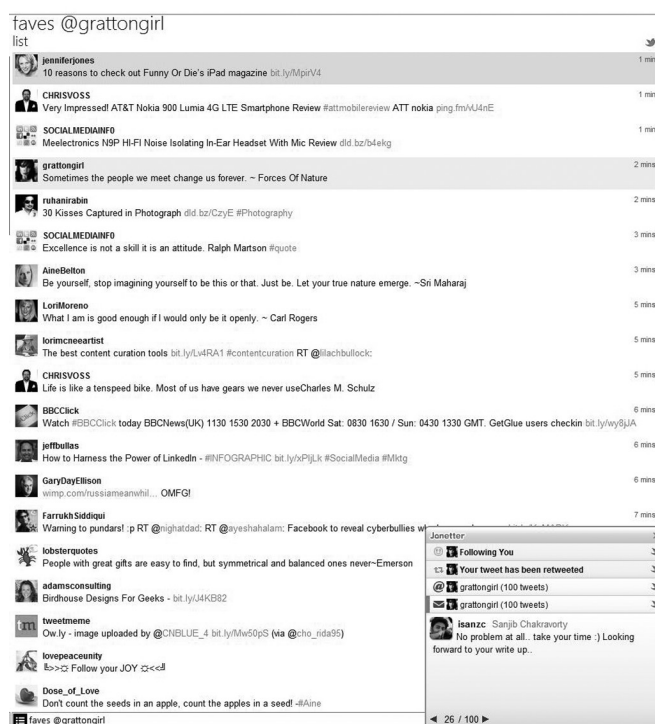 faves @grattongirl
list
jenniferjones 1 min
10 reasons to check out Funny Or Die's iPad magazine bit.ly/MpirV4
CHRISVOSS 1 min
Very Impressed! AT&T Nokia 900 Lumia 4G LTE Smartphone Review #attmobilereview ATT nokia ping.fm/vU4nE
SOCIALMEDIAINF0 1 min
Meelectronics N9P HI-FI Noise Isolating In-Ear Headset With Mic Review dld.bz/b4ekg
grattongirl 2 mins
Sometimes the people we meet change us forever. ~ Forces Of Nature
ruhanirabin 2 mins
30 Kisses Captured in Photograph dld.bz/CzyE #Photography
SOCIALMEDIAINF0 3 mins
Excellence is not a skill it is an attitude. Ralph Martson #quote
AineBelton 3 mins
Be yourself, stop imagining yourself to be this or that. Just be. Let your true nature emerge. ~Sri Maharaj
LoriMoreno 5 mins
What I am is good enough if I would only be it openly. ~ Carl Rogers
lorimcneeartist 5 mins
The best content curation tools bit.ly/Lv4RA1 #contentcuration RT @lilachbullock:
CHRISVOSS 5 mins
Life is like a tenspeed bike. Most of us have gears we never useCharles M. Schulz
BBCClick 6 mins
Watch #BBCClick today BBCNews(UK) 1130 1530 2030 + BBCWorld Sat: 0830 1630 / Sun: 0430 1330 GMT. GetGlue users checkin bit.ly/wy8jJA
jeffbullas 6 mins
How to Harness the Power of LinkedIn - #INFOGRAPHIC bit.ly/xPljLk #SocialMedia #Mktg
GaryDayEllison 6 mins
wimp.com/russiameanwhil... OMFG!
FarrukhSiddiqui 7 mins
Warning to pundars! :p RT @nighatdad: RT @ayeshahalam: Facebook to reveal cyberbullies
lobsterquotes
People with great gifts are easy to find, but symmetrical and balanced ones never~Emerson
adamsconsulting
Birdhouse Designs For Geeks - bit.ly/J4KB82
tweetmeme
Ow.ly - image uploaded by @CNBLUE_4 bit.ly/Mw50pS (via @cho_rida95)
lovepeaceunity
╚>>☼ Follow your JOY ☼<<╝
Dose_of_Love
Don't count the seeds in an apple, count the apples in a seed! -#Aine
faves @grattongirl
Janetter
Following You
Your tweet has been retweeted
grattongirl (100 tweets)
grattongirl (100 tweets)
isanzc Sanjib Chakravorty
No problem at all.. take your time :) Looking
forward to your write up..
26 / 100